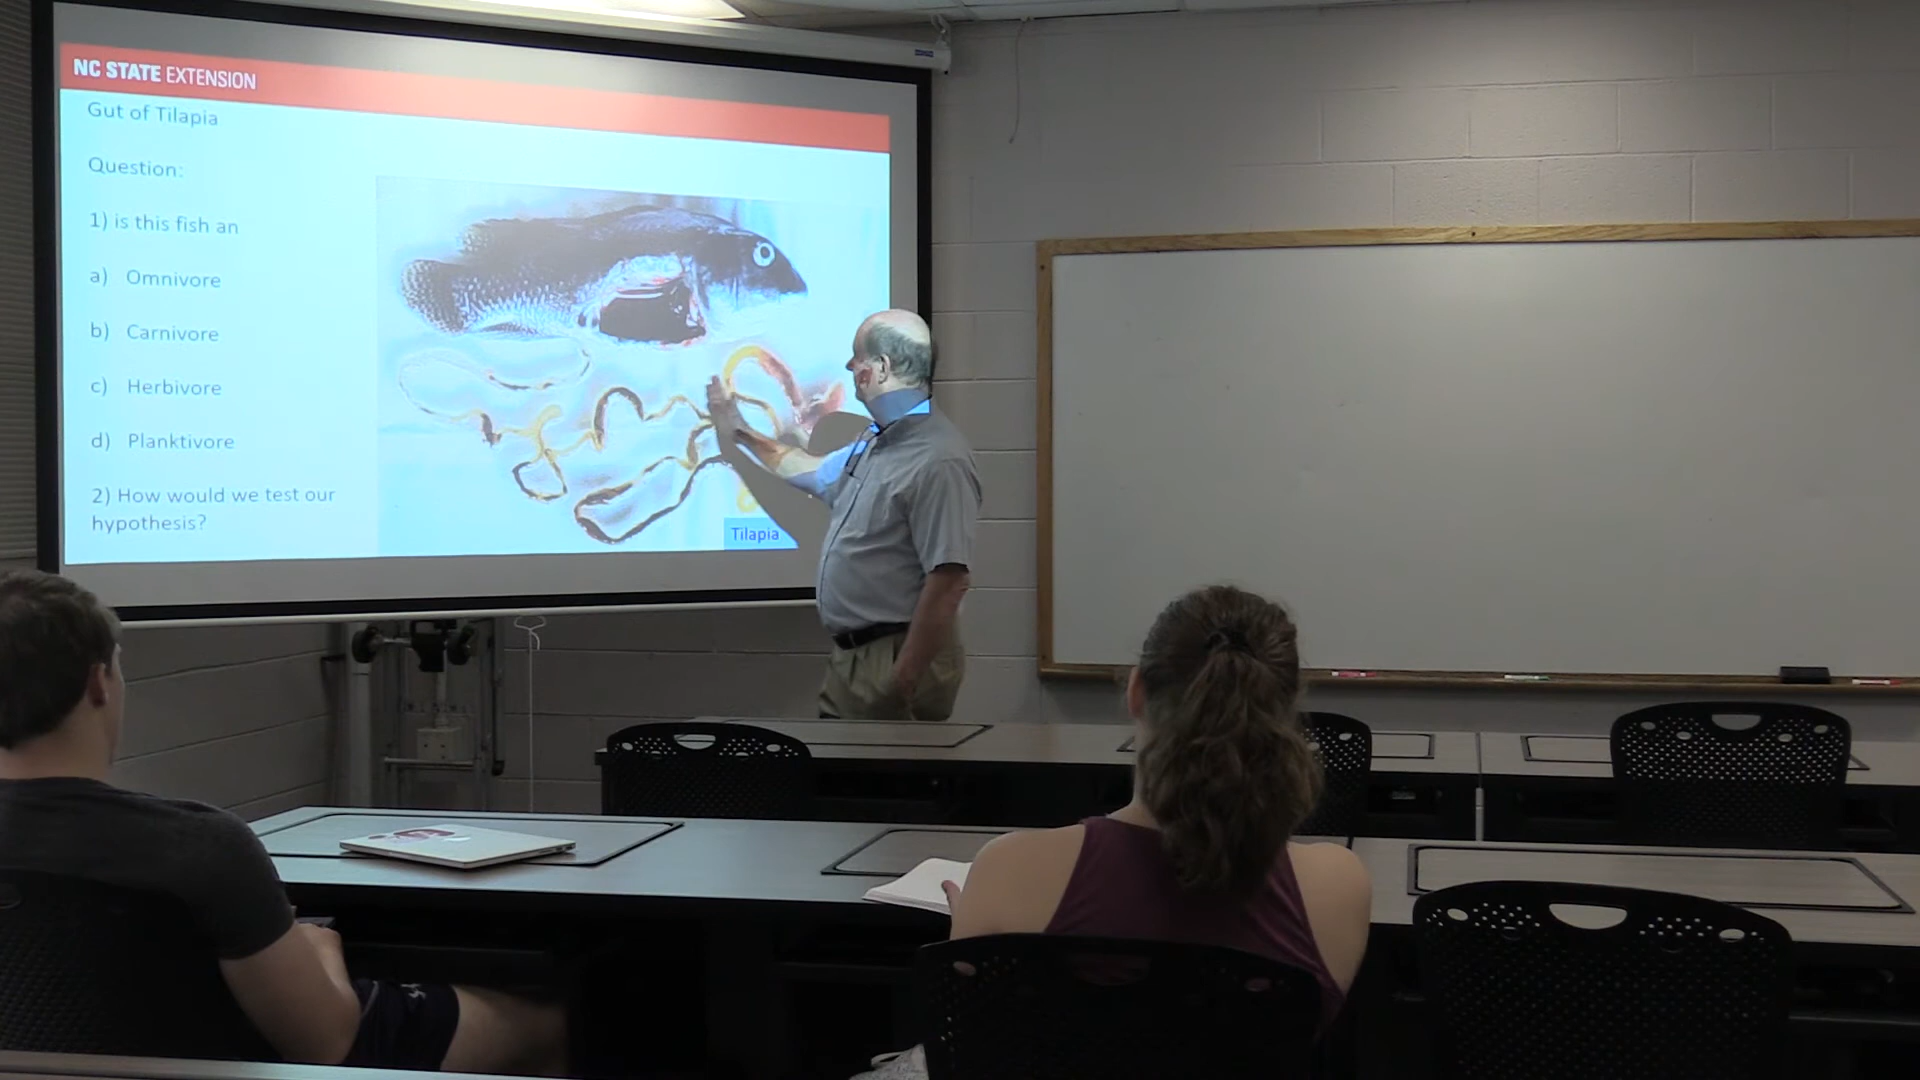 NC STATE EXTENSION
Gut of Tilapia
Question:
1) is this fish an
a) Omnivore
b) Carnivore
c) Herbivore
d) Planktivore
2) How would we test our
hypothesis?
Tilapia